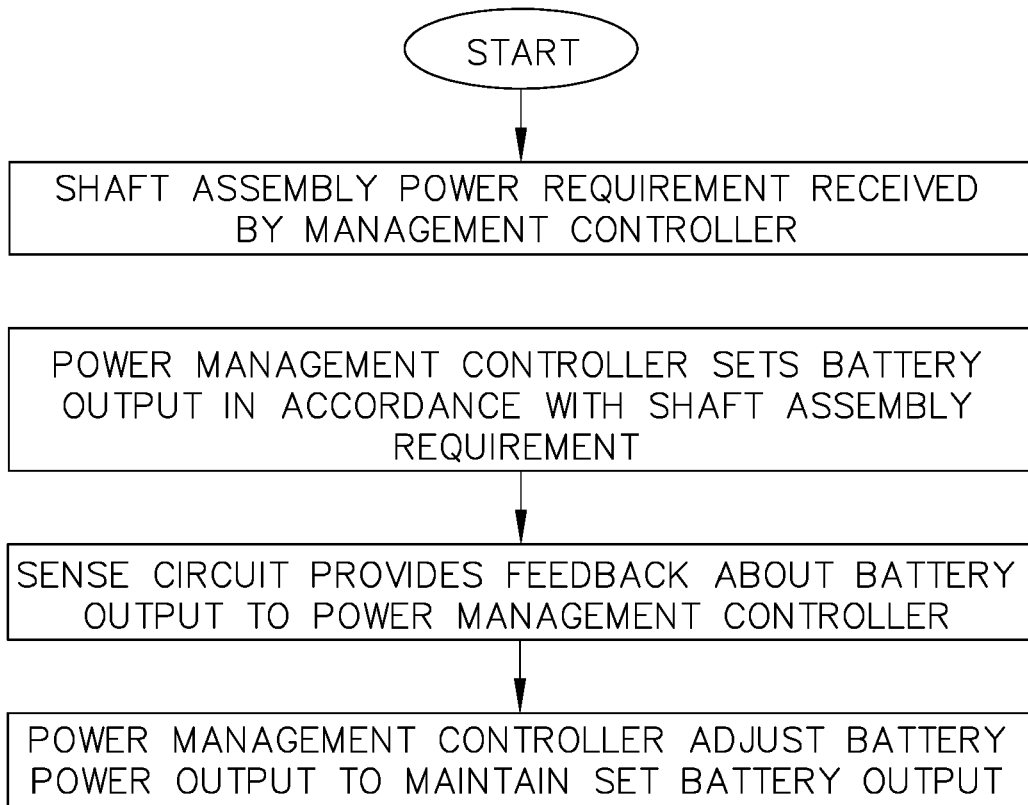 START
SHAFT ASSEMBLY POWER REQUIREMENT RECEIVED
BY MANAGEMENT CONTROLLER
POWER MANAGEMENT CONTROLLER SETS BATTERY
OUTPUT IN ACCORDANCE WITH SHAFT ASSEMBLY
REQUIREMENT
SENSE CIRCUIT PROVIDES FEEDBACK ABOUT BATTERY
OUTPUT TO POWER MANAGEMENT CONTROLLER
POWER MANAGEMENT CONTROLLER ADJUST BATTERY
POWER OUTPUT TO MAINTAIN SET BATTERY OUTPUT